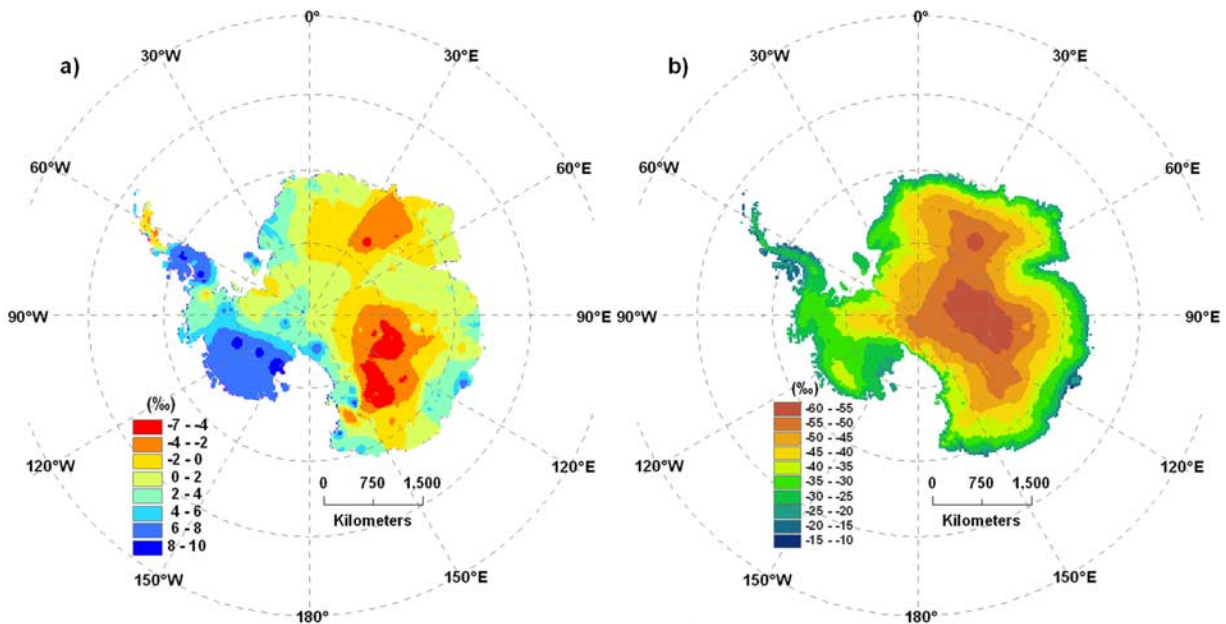 a)
0°
30°W
30°E
60°W
60°E
90°W
90°E
120°W
120°E
150°W
150°E
180°
(‰)
-7 - -4
-4 - -2
-2 - 0
0 - 2
2 - 4
4 - 6
6 - 8
8 - 10
0 750 1,500
Kilometers
b)
0°
30°W
30°E
60°W
60°E
90°W
90°E
120°W
120°E
150°W
150°E
180°
(‰)
-60 - -55
-55 - -50
-50 - -45
-45 - -40
-40 - -35
-35 - -30
-30 - -25
-25 - -20
-20 - -15
-15 - -10
0 750 1,500
Kilometers